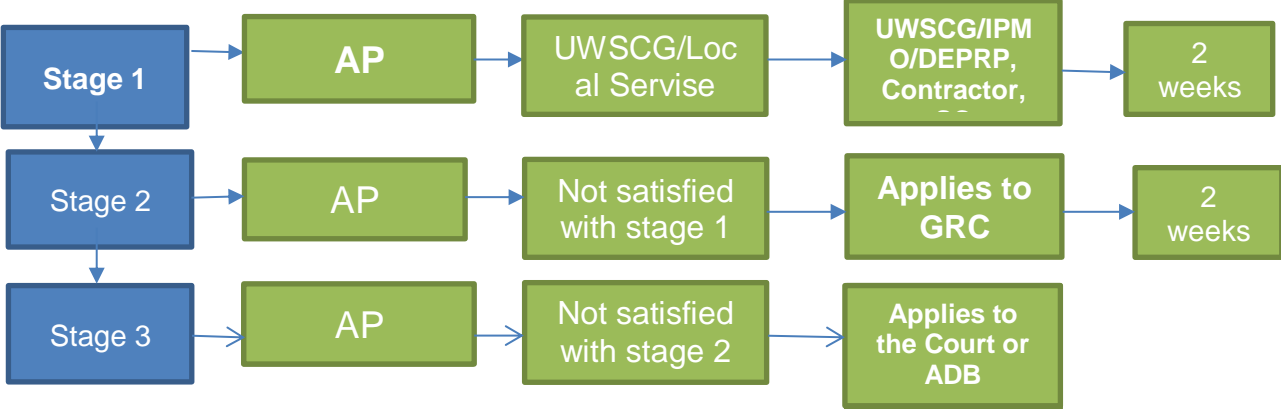 Stage 1
AP
UWSCG/Loc
al Servise
UWSCG/IPM
O/DEPRP,
Contractor,
2
weeks
Stage 2
AP
Not satisfied
with stage 1
Applies to
GRC
2
weeks
Stage 3
AP
Not satisfied
with stage 2
Applies to
the Court or
ADB